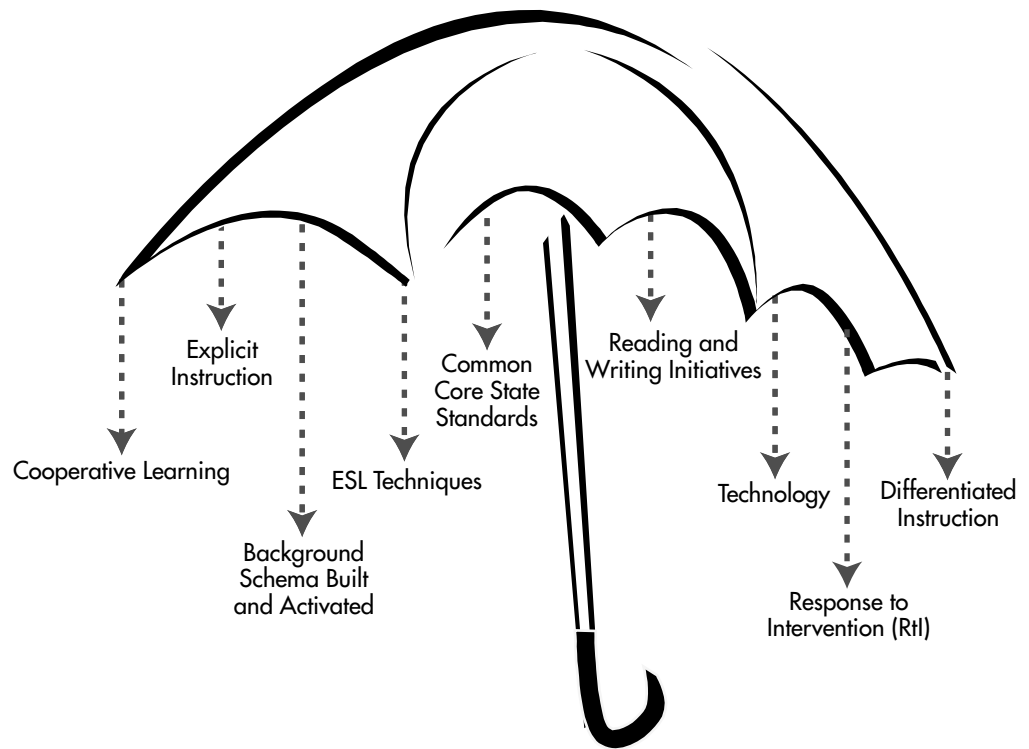 Cooperative Learning
Explicit
Instruction
Background
Schema Built
and Activated
ESL Techniques
Common
Core State
Standards
Reading and
Writing Initiatives
Technology
Response to
Intervention (RtI)
Differentiated
Instruction